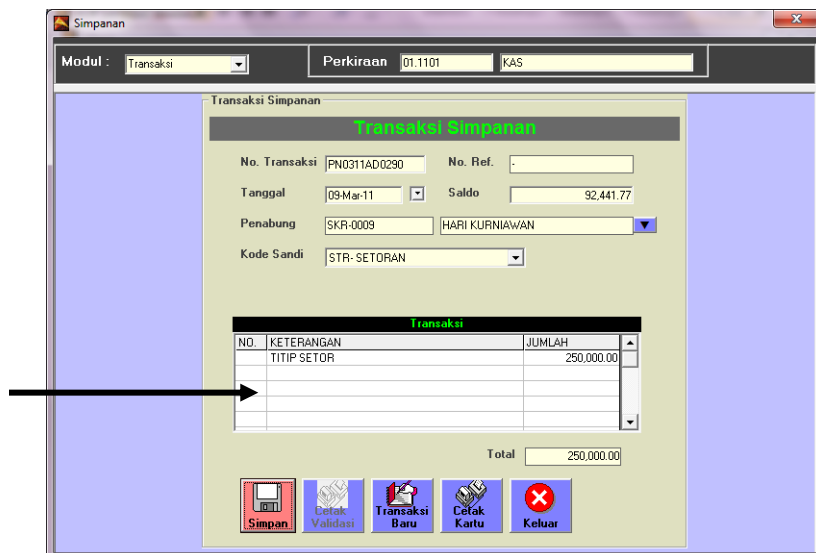 Simpanan
Modul : Transaksi Perkiraan 01.1101 KAS
Transaksi Simpanan
Transaksi Simpanan
No. Transaksi PN0311AD0290 No. Ref. -
Tanggal 09-Mar-11 Saldo 92,441.77
Penabung SKR-0009 HARI KURNIAWAN
Kode Sandi STR- SETORAN
Transaksi
NO. KETERANGAN JUMLAH
TITIP SETOR 250,000.00
Total 250,000.00
Simpan
Cetak Validasi
Transaksi Baru
Cetak Kartu
Keluar